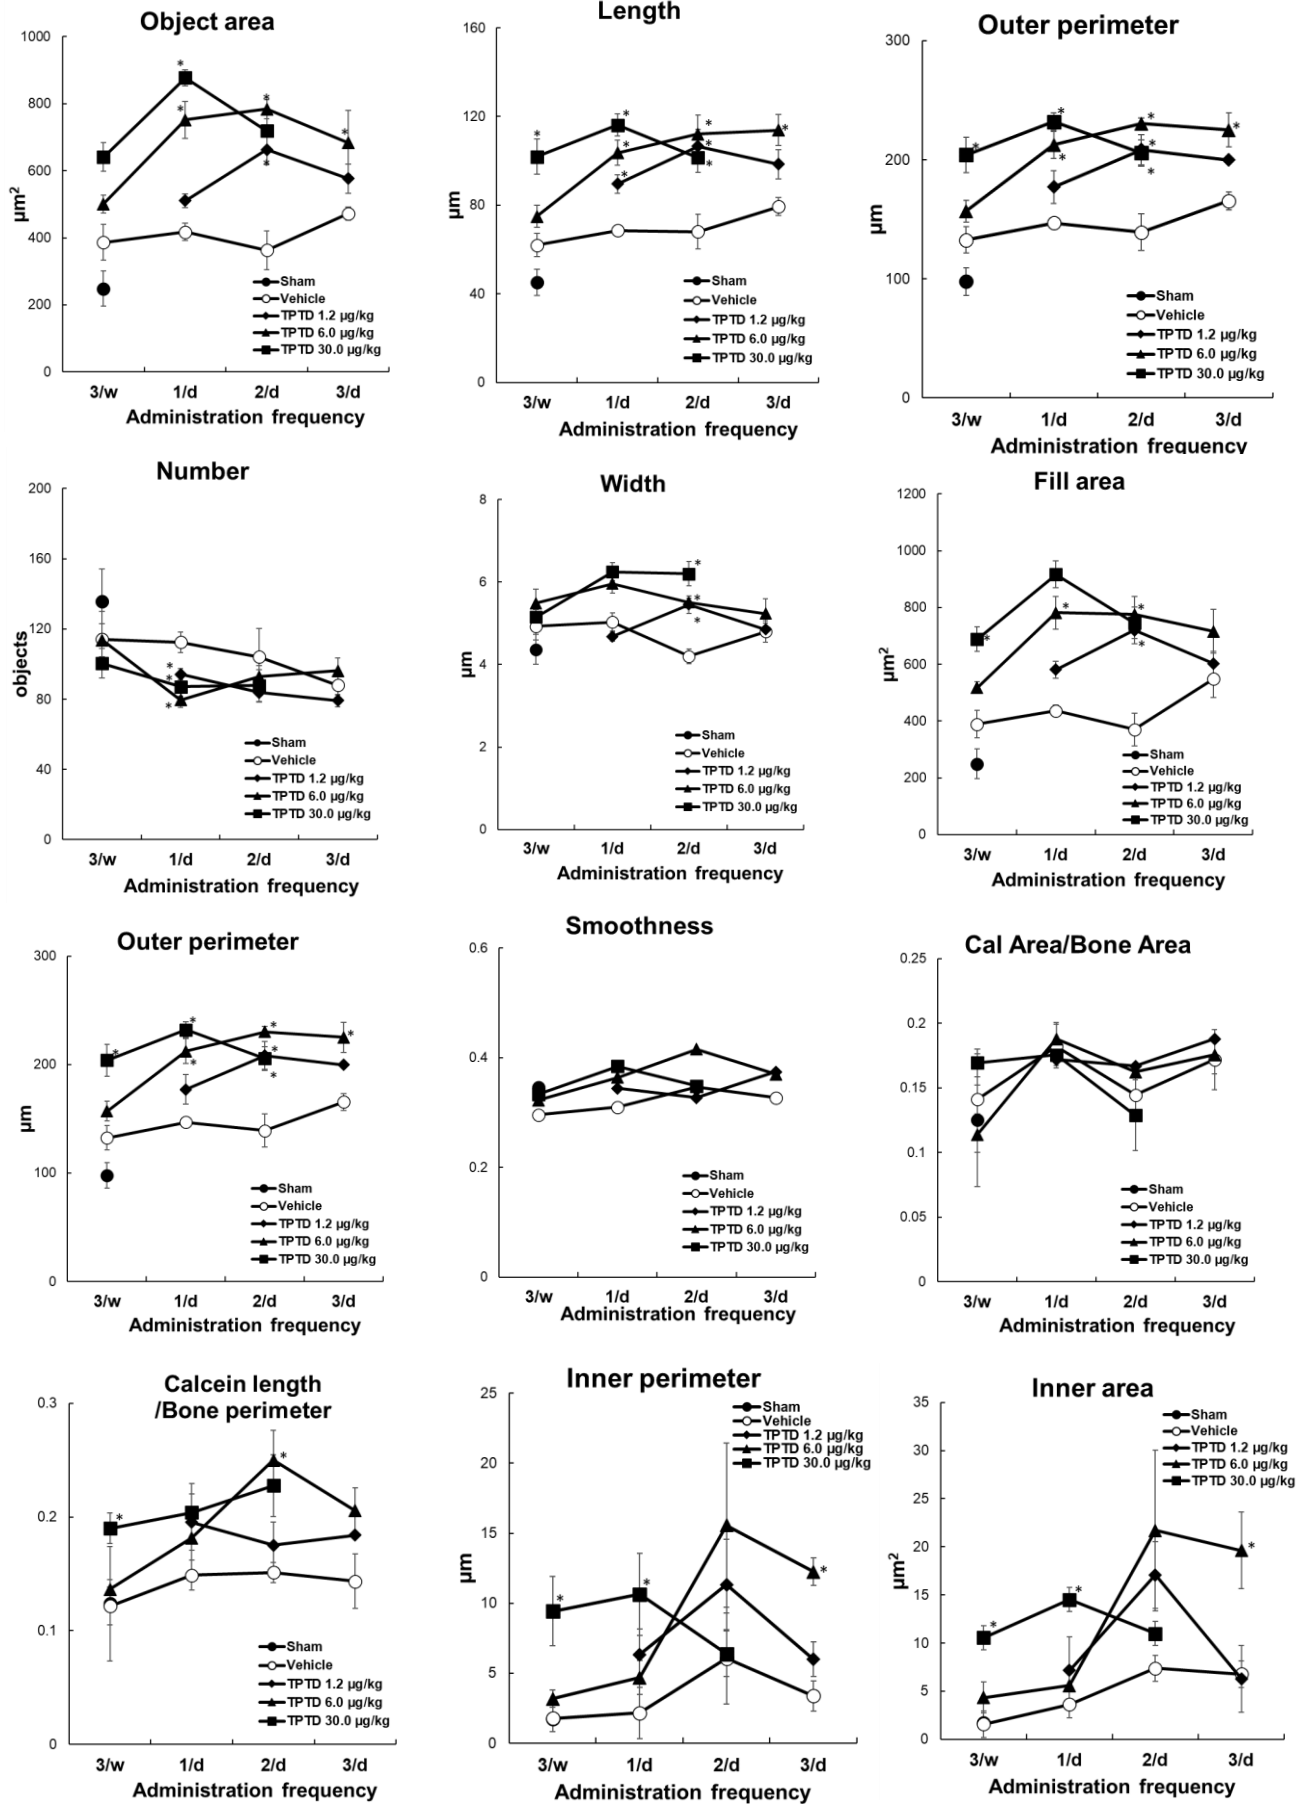 Object area
1000
800
600
400
200
0
µm²
Sham
Vehicle
TPTD 1.2 µg/kg
TPTD 6.0 µg/kg
TPTD 30.0 µg/kg
3/w 1/d 2/d 3/d
Administration frequency
Length
160
120
80
40
0
µm
Sham
Vehicle
TPTD 1.2 µg/kg
TPTD 6.0 µg/kg
TPTD 30.0 µg/kg
3/w 1/d 2/d 3/d
Administration frequency
Outer perimeter
300
200
100
0
µm
Sham
Vehicle
TPTD 1.2 µg/kg
TPTD 6.0 µg/kg
TPTD 30.0 µg/kg
3/w 1/d 2/d 3/d
Administration frequency
Number
200
160
120
80
40
0
objects
Sham
Vehicle
TPTD 1.2 µg/kg
TPTD 6.0 µg/kg
TPTD 30.0 µg/kg
3/w 1/d 2/d 3/d
Administration frequency
Width
8
6
4
2
0
µm
Sham
Vehicle
TPTD 1.2 µg/kg
TPTD 6.0 µg/kg
TPTD 30.0 µg/kg
3/w 1/d 2/d 3/d
Administration frequency
Fill area
1200
1000
800
600
400
200
0
µm²
Sham
Vehicle
TPTD 1.2 µg/kg
TPTD 6.0 µg/kg
TPTD 30.0 µg/kg
3/w 1/d 2/d 3/d
Administration frequency
Outer perimeter
300
200
100
0
µm
Sham
Vehicle
TPTD 1.2 µg/kg
TPTD 6.0 µg/kg
TPTD 30.0 µg/kg
3/w 1/d 2/d 3/d
Administration frequency
Smoothness
0.6
0.4
0.2
0
Sham
Vehicle
TPTD 1.2 µg/kg
TPTD 6.0 µg/kg
TPTD 30.0 µg/kg
3/w 1/d 2/d 3/d
Administration frequency
Cal Area/Bone Area
0.25
0.2
0.15
0.1
0.05
0
Sham
Vehicle
TPTD 1.2 µg/kg
TPTD 6.0 µg/kg
TPTD 30.0 µg/kg
3/w 1/d 2/d 3/d
Administration frequency
Calcein length
/Bone perimeter
0.3
0.2
0.1
0
Sham
Vehicle
TPTD 1.2 µg/kg
TPTD 6.0 µg/kg
TPTD 30.0 µg/kg
3/w 1/d 2/d 3/d
Administration frequency
Inner perimeter
25
20
15
10
5
0
µm
Sham
Vehicle
TPTD 1.2 µg/kg
TPTD 6.0 µg/kg
TPTD 30.0 µg/kg
3/w 1/d 2/d 3/d
Administration frequency
Inner area
35
30
25
20
15
10
5
0
µm²
Sham
Vehicle
TPTD 1.2 µg/kg
TPTD 6.0 µg/kg
TPTD 30.0 µg/kg
3/w 1/d 2/d 3/d
Administration frequency